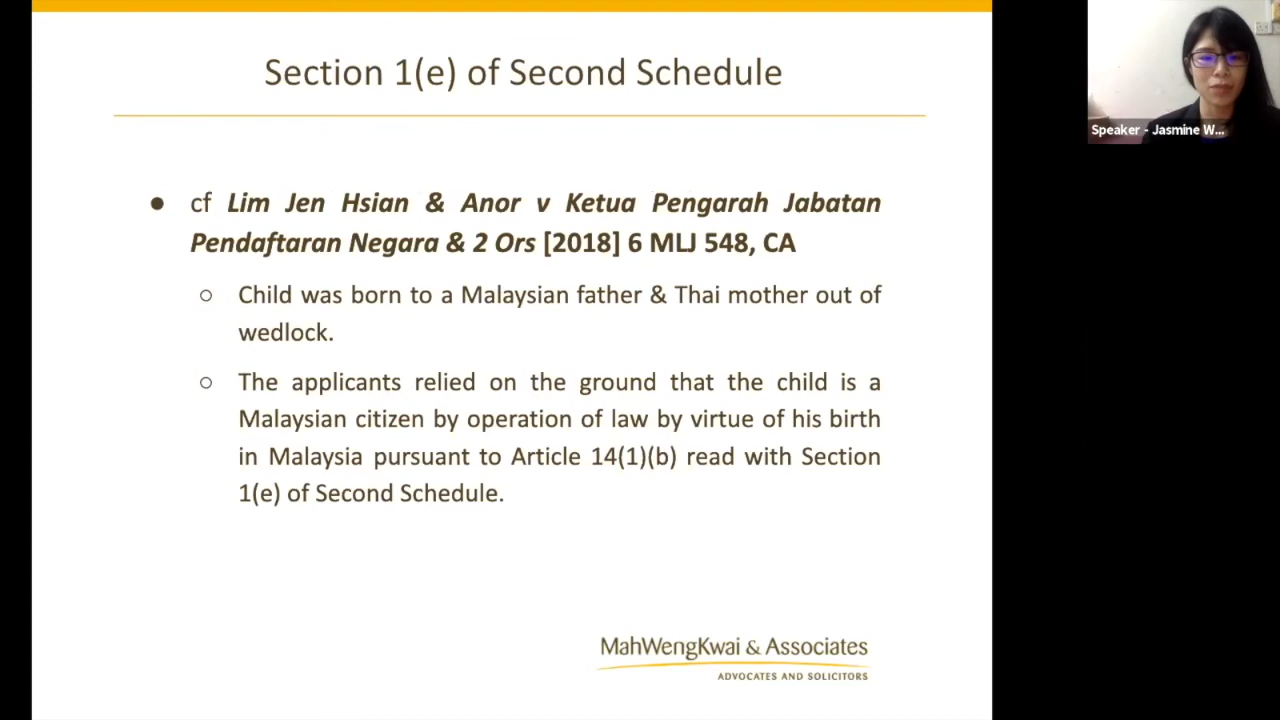 Section 1(e) of Second Schedule
● cf Lim Jen Hsian & Anor v Ketua Pengarah Jabatan
Pendaftaran Negara & 2 Ors [2018] 6 MLJ 548, CA
○ Child was born to a Malaysian father & Thai mother out of
wedlock.
○ The applicants relied on the ground that the child is a
Malaysian citizen by operation of law by virtue of his birth
in Malaysia pursuant to Article 14(1)(b) read with Section
1(e) of Second Schedule.
MahWengKwai & Associates
ADVOCATES AND SOLICITORS
Speaker - Jasmine W...